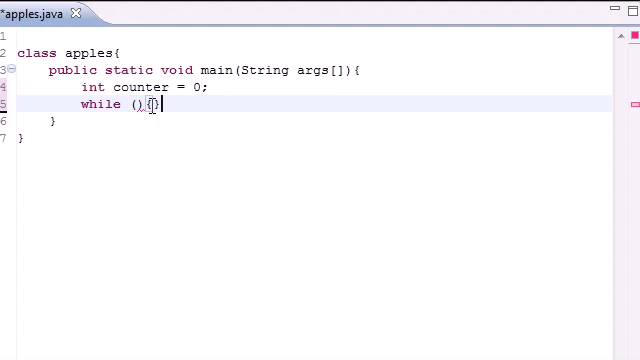 *apples.java
1
2 class apples{
3 public static void main(String args[]){
4 int counter = 0;
5 while (){}
6 }
7 }